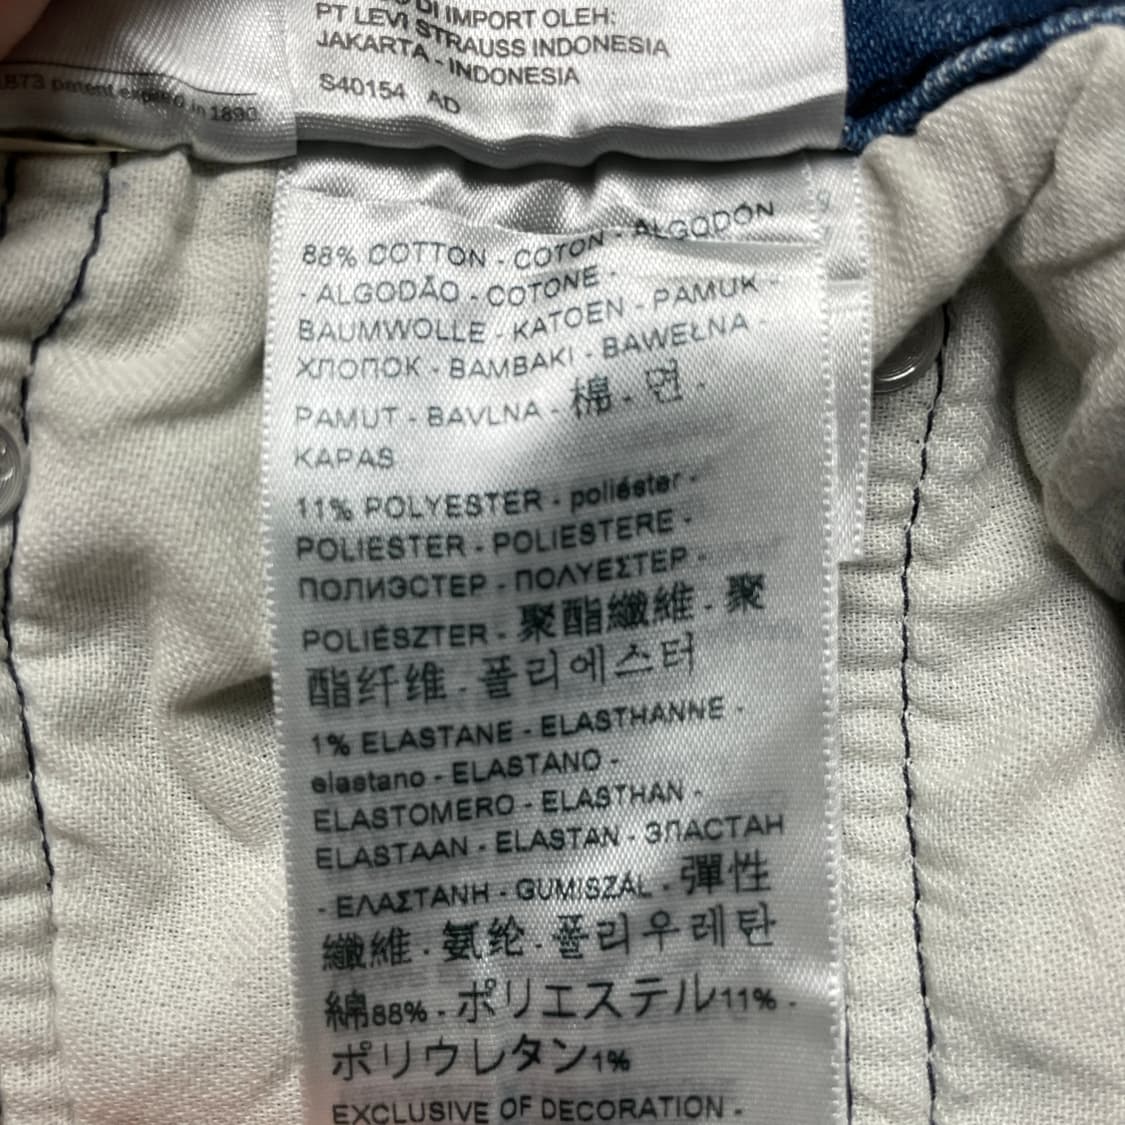 DI IMPORT OLEH:
PT LEVI STRAUSS INDONESIA
JAKARTA - INDONESIA
S40154 AD
1873 patent expired in 1890.
88% COTTON - COTON - ALGODÓN
- ALGODÃO - COTONE -
BAUMWOLLE - KATOEN - PAMUK -
ХЛОПОК - BAMBAKI - BAWEŁNA -
PAMUT - BAVLNA - 棉 - 면 -
KAPAS
11% POLYESTER - poliéster -
POLIESTER - POLIESTERE -
ПОЛИЭСТЕР - ΠΟΛΥΕΣΤΕΡ -
POLIÉSZTER - 聚酯纖維 - 聚
酯纤维 - 폴리에스터
1% ELASTANE - ELASTHANNE -
elastano - ELASTANO -
ELASTOMERO - ELASTHAN -
ELASTAAN - ELASTAN - ЭЛАСТАН
- ΕΛΑΣΤΑΝΗ - GUMISZÁL - 彈性
纖維 - 氨纶 - 폴리우레탄
綿88% - ポリエステル11% -
ポリウレタン1%
EXCLUSIVE OF DECORATION -